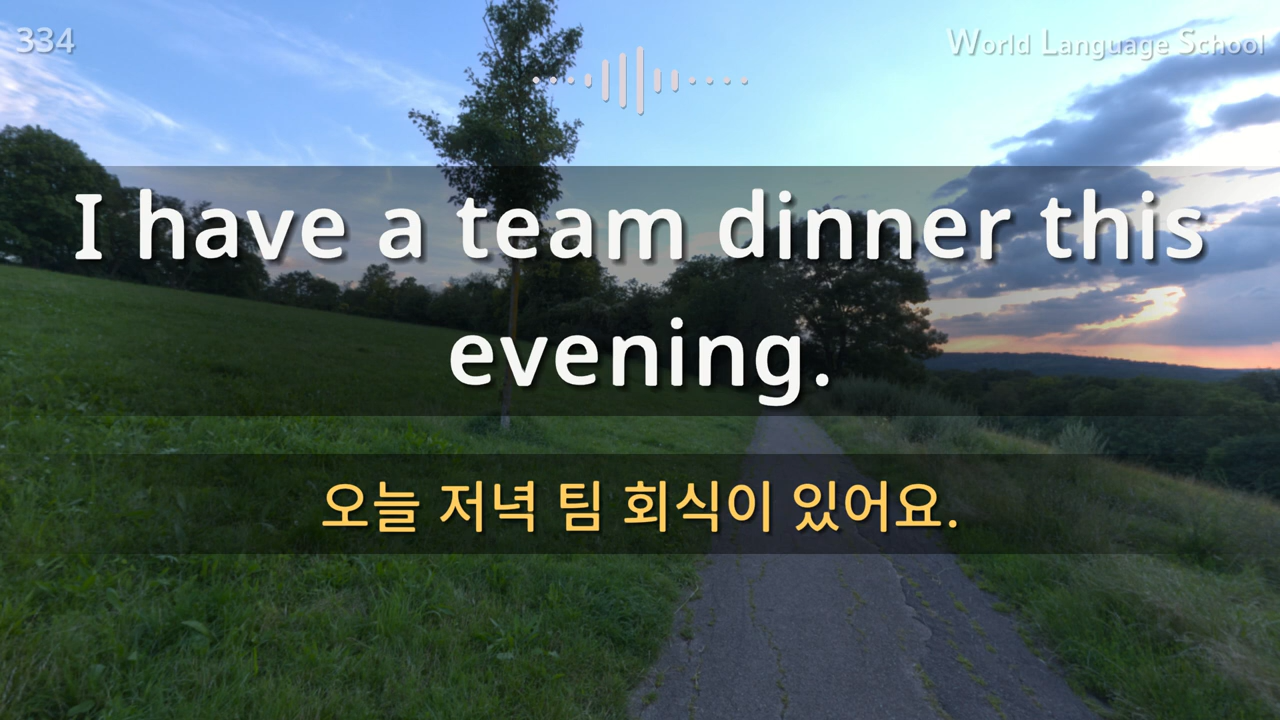 334
World Language School
I have a team dinner this
evening.
오늘 저녁 팀 회식이 있어요.